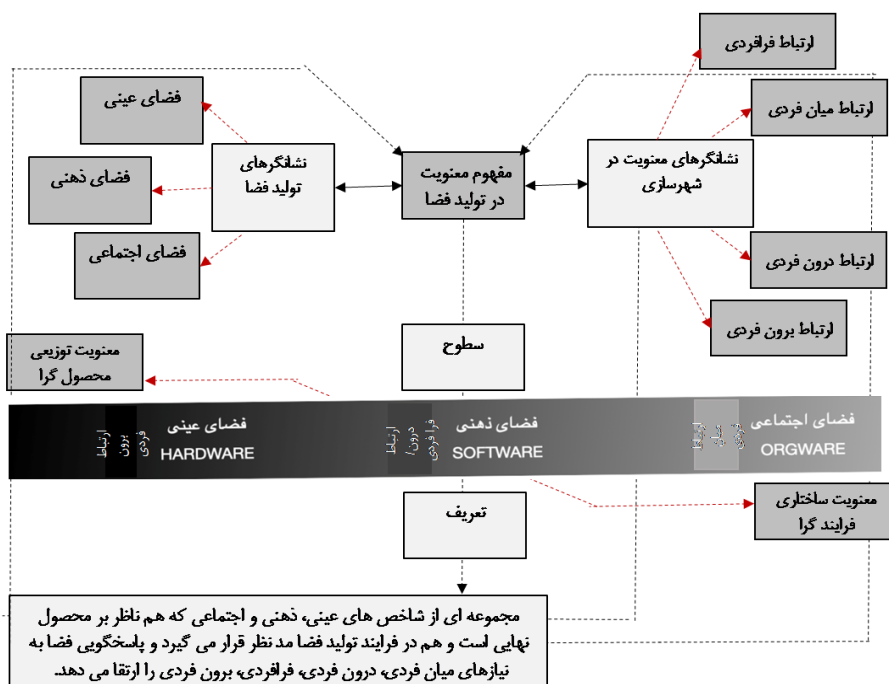 ارتباط فرافردی
فضای عینی
ارتباط میان فردی
نشانگرهای
تولید فضا
مفهوم معنویت
در تولید فضا
نشانگرهای معنویت در
شهرسازی
فضای ذهنی
فضای اجتماعی
ارتباط درون فردی
ارتباط برون فردی
سطوح
معنویت توزیعی
محصول گرا
فضای اجتماعی
ORGWARE
ارتباط
میان
فردی
فضای ذهنی
SOFTWARE
ارتباط
درون/
فرا فردی
فضای عینی
HARDWARE
ارتباط
برون
فردی
معنویت ساختاری
فرایند گرا
تعریف
مجموعه ای از شاخص های عینی، ذهنی و اجتماعی که هم ناظر بر محصول
نهایی است و هم در فرایند تولید فضا مد نظر قرار می گیرد و پاسخگویی فضا به
نیازهای میان فردی، درون فردی، فرافردی، برون فردی را ارتقا می دهد.